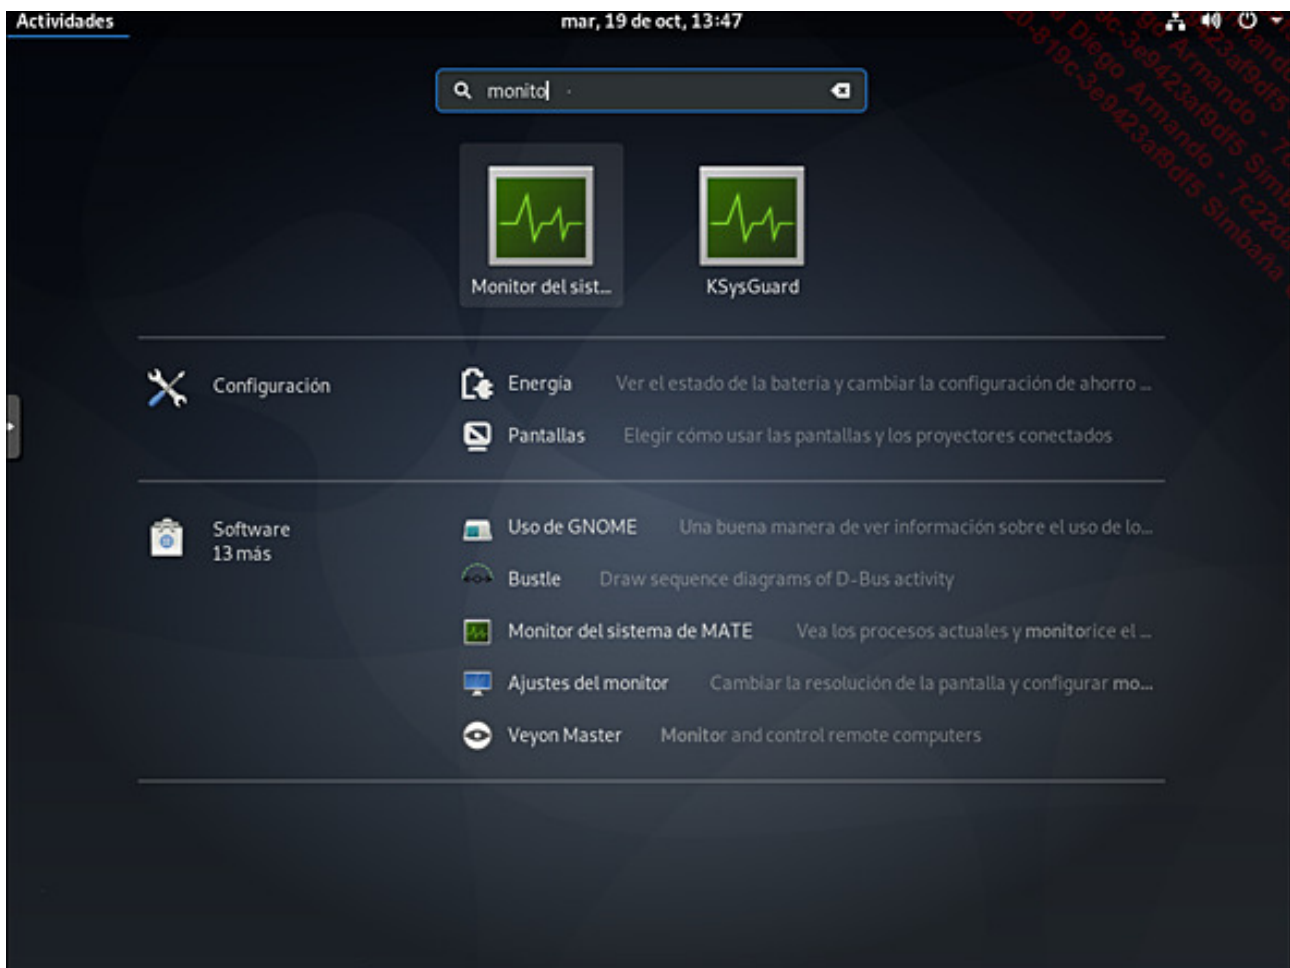 Actividades
mar, 19 de oct, 13:47
monito
Monitor del sist...
KSysGuard
Configuración
Energía Ver el estado de la batería y cambiar la configuración de ahorro ...
Pantallas Elegir cómo usar las pantallas y los proyectores conectados
Software
13 más
Uso de GNOME Una buena manera de ver información sobre el uso de lo...
Bustle Draw sequence diagrams of D-Bus activity
Monitor del sistema de MATE Vea los procesos actuales y monitorice el ...
Ajustes del monitor Cambiar la resolución de la pantalla y configurar mo...
Veyon Master Monitor and control remote computers
Diego Armando
Simbaña